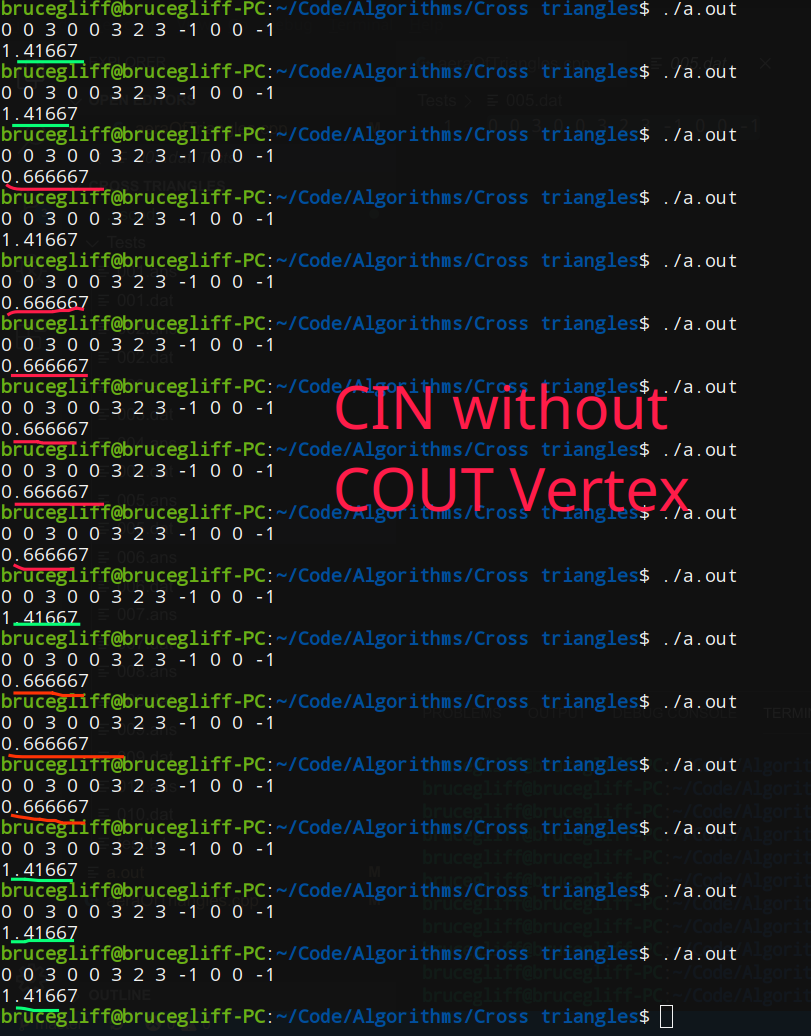 brucegliff@brucegliff-PC:~/Code/Algorithms/Cross triangles$ ./a.out
0 0 3 0 0 3 2 3 -1 0 0 -1
1.41667
brucegliff@brucegliff-PC:~/Code/Algorithms/Cross triangles$ ./a.out
0 0 3 0 0 3 2 3 -1 0 0 -1
1.41667
brucegliff@brucegliff-PC:~/Code/Algorithms/Cross triangles$ ./a.out
0 0 3 0 0 3 2 3 -1 0 0 -1
0.666667
brucegliff@brucegliff-PC:~/Code/Algorithms/Cross triangles$ ./a.out
0 0 3 0 0 3 2 3 -1 0 0 -1
1.41667
brucegliff@brucegliff-PC:~/Code/Algorithms/Cross triangles$ ./a.out
0 0 3 0 0 3 2 3 -1 0 0 -1
0.666667
brucegliff@brucegliff-PC:~/Code/Algorithms/Cross triangles$ ./a.out
0 0 3 0 0 3 2 3 -1 0 0 -1
0.666667
brucegliff@brucegliff-PC:~/Code/Algorithms/Cross triangles$ ./a.out
0 0 3 0 0 3 2 3 -1 0 0 -1
0.666667
CIN without
COUT Vertex
brucegliff@brucegliff-PC:~/Code/Algorithms/Cross triangles$ ./a.out
0 0 3 0 0 3 2 3 -1 0 0 -1
0.666667
brucegliff@brucegliff-PC:~/Code/Algorithms/Cross triangles$ ./a.out
0 0 3 0 0 3 2 3 -1 0 0 -1
0.666667
brucegliff@brucegliff-PC:~/Code/Algorithms/Cross triangles$ ./a.out
0 0 3 0 0 3 2 3 -1 0 0 -1
1.41667
brucegliff@brucegliff-PC:~/Code/Algorithms/Cross triangles$ ./a.out
0 0 3 0 0 3 2 3 -1 0 0 -1
0.666667
brucegliff@brucegliff-PC:~/Code/Algorithms/Cross triangles$ ./a.out
0 0 3 0 0 3 2 3 -1 0 0 -1
0.666667
brucegliff@brucegliff-PC:~/Code/Algorithms/Cross triangles$ ./a.out
0 0 3 0 0 3 2 3 -1 0 0 -1
0.666667
brucegliff@brucegliff-PC:~/Code/Algorithms/Cross triangles$ ./a.out
0 0 3 0 0 3 2 3 -1 0 0 -1
1.41667
brucegliff@brucegliff-PC:~/Code/Algorithms/Cross triangles$ ./a.out
0 0 3 0 0 3 2 3 -1 0 0 -1
1.41667
brucegliff@brucegliff-PC:~/Code/Algorithms/Cross triangles$ ./a.out
0 0 3 0 0 3 2 3 -1 0 0 -1
1.41667
brucegliff@brucegliff-PC:~/Code/Algorithms/Cross triangles$